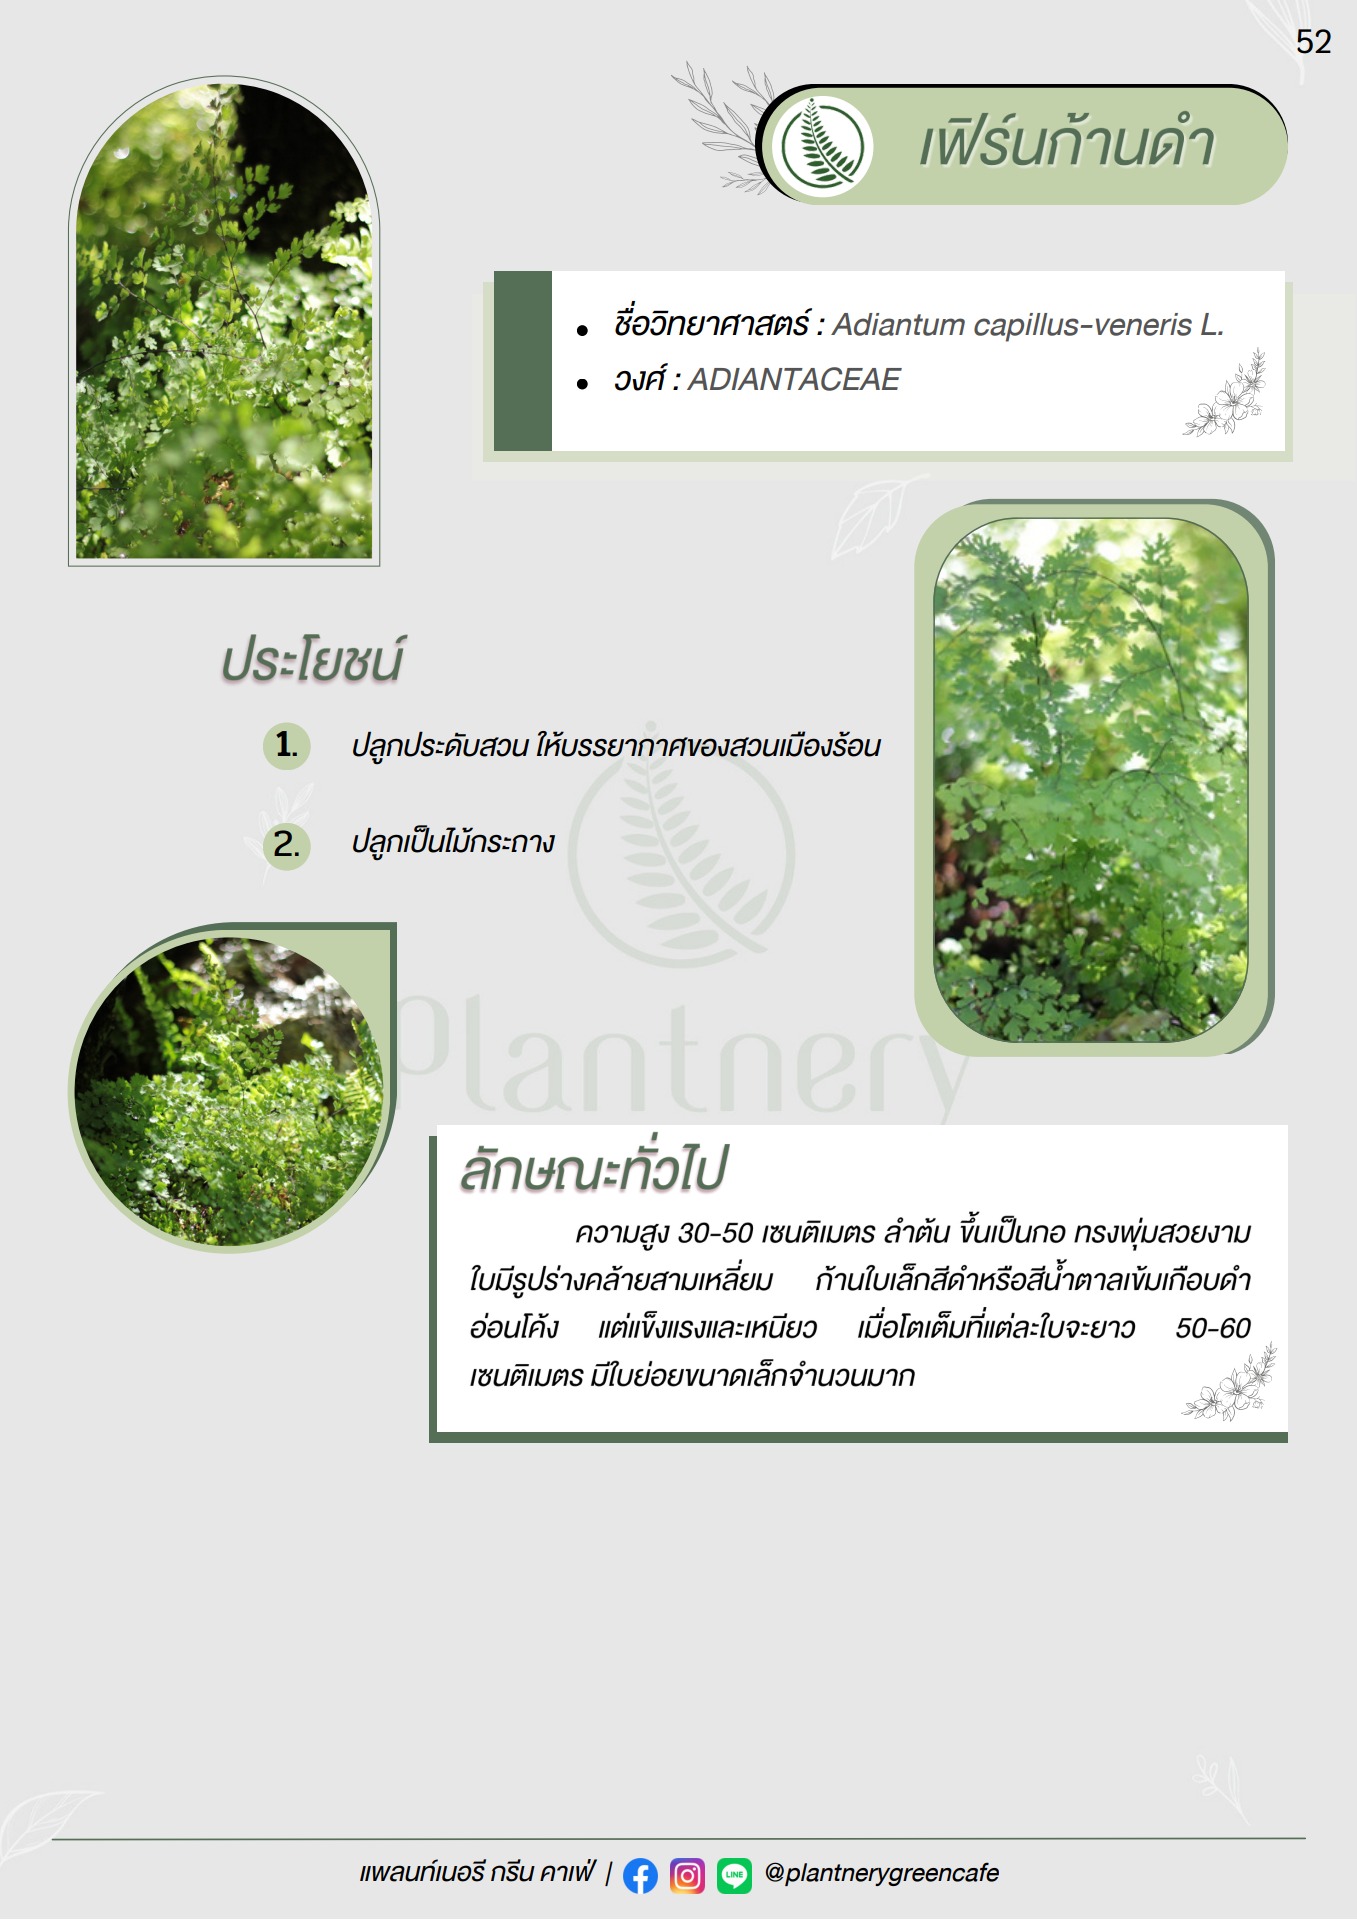 52
เฟิร์นก้านดำ
• ชื่อวิทยาศาสตร์ : Adiantum capillus-veneris L.
• วงศ์ : ADIANTACEAE
ประโยชน์
1. ปลูกประดับสวน ให้บรรยากาศของสวนเมืองร้อน
2. ปลูกเป็นไม้กระถาง
Plantnery
ลักษณะทั่วไป
ความสูง 30-50 เซนติเมตร ลำต้น ขึ้นเป็นกอ ทรงพุ่มสวยงาม
ใบมีรูปร่างคล้ายสามเหลี่ยม ก้านใบเล็กสีดำหรือสีน้ำตาลเข้มเกือบดำ
อ่อนโค้ง แต่แข็งแรงและเหนียว เมื่อโตเต็มที่แต่ละใบจะยาว 50-60
เซนติเมตร มีใบย่อยขนาดเล็กจำนวนมาก
แพลนท์เนอรี กรีน คาเฟ่ | LINE @plantnerygreencafe